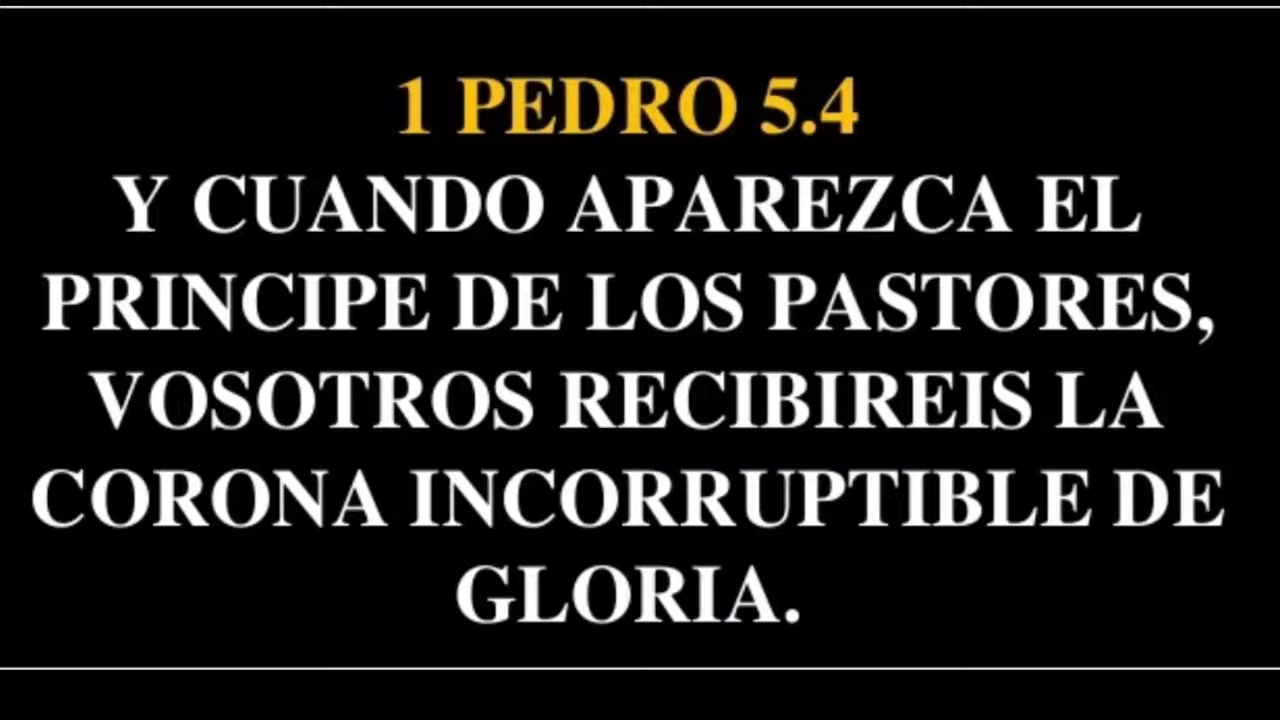 1 PEDRO 5.4
Y CUANDO APAREZCA EL
PRINCIPE DE LOS PASTORES,
VOSOTROS RECIBIREIS LA
CORONA INCORRUPTIBLE DE
GLORIA.